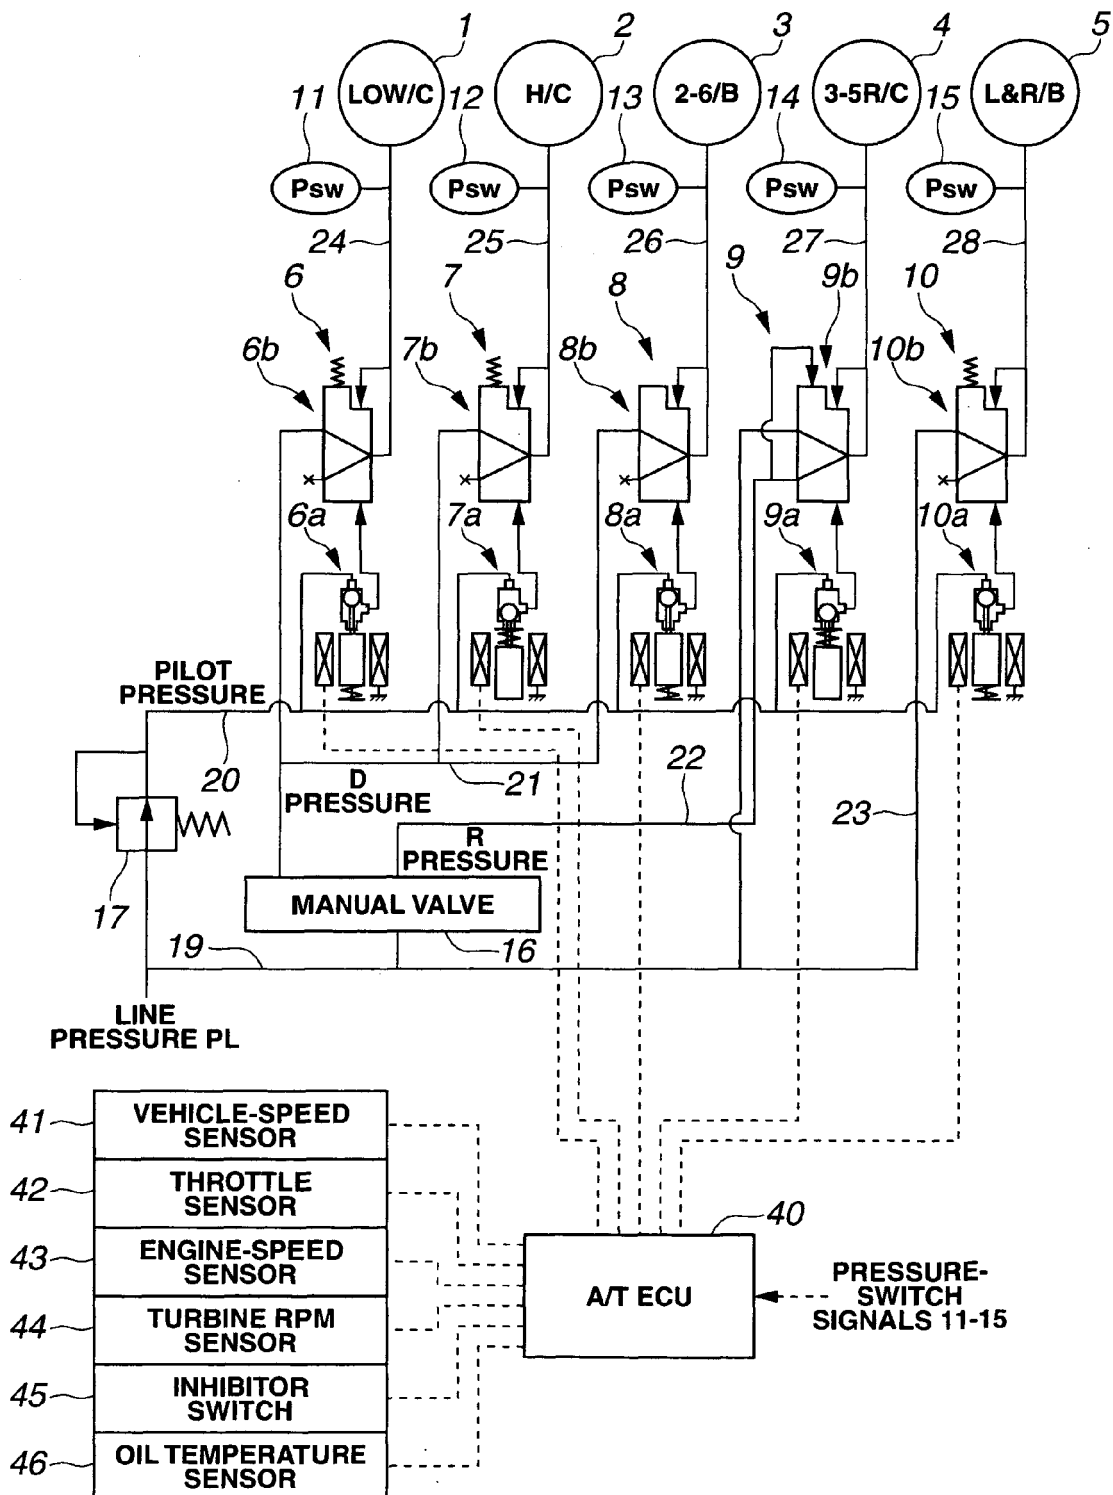 1 2 3 4 5
LOW/C H/C 2-6/B 3-5R/C L&R/B
11 12 13 14 15
Psw Psw Psw Psw Psw
24 25 26 27 28
6 7 8 9 9b 10
6b 7b 8b 10b
6a 7a 8a 9a 10a
PILOT
PRESSURE
20
D
PRESSURE
21
22
23
R
PRESSURE
17
MANUAL VALVE
19
16
LINE
PRESSURE PL
41
VEHICLE-SPEED
SENSOR
42
THROTTLE
SENSOR
43
ENGINE-SPEED
SENSOR
44
TURBINE RPM
SENSOR
45
INHIBITOR
SWITCH
46
OIL TEMPERATURE
SENSOR
40
A/T ECU
PRESSURE-
SWITCH
SIGNALS 11-15